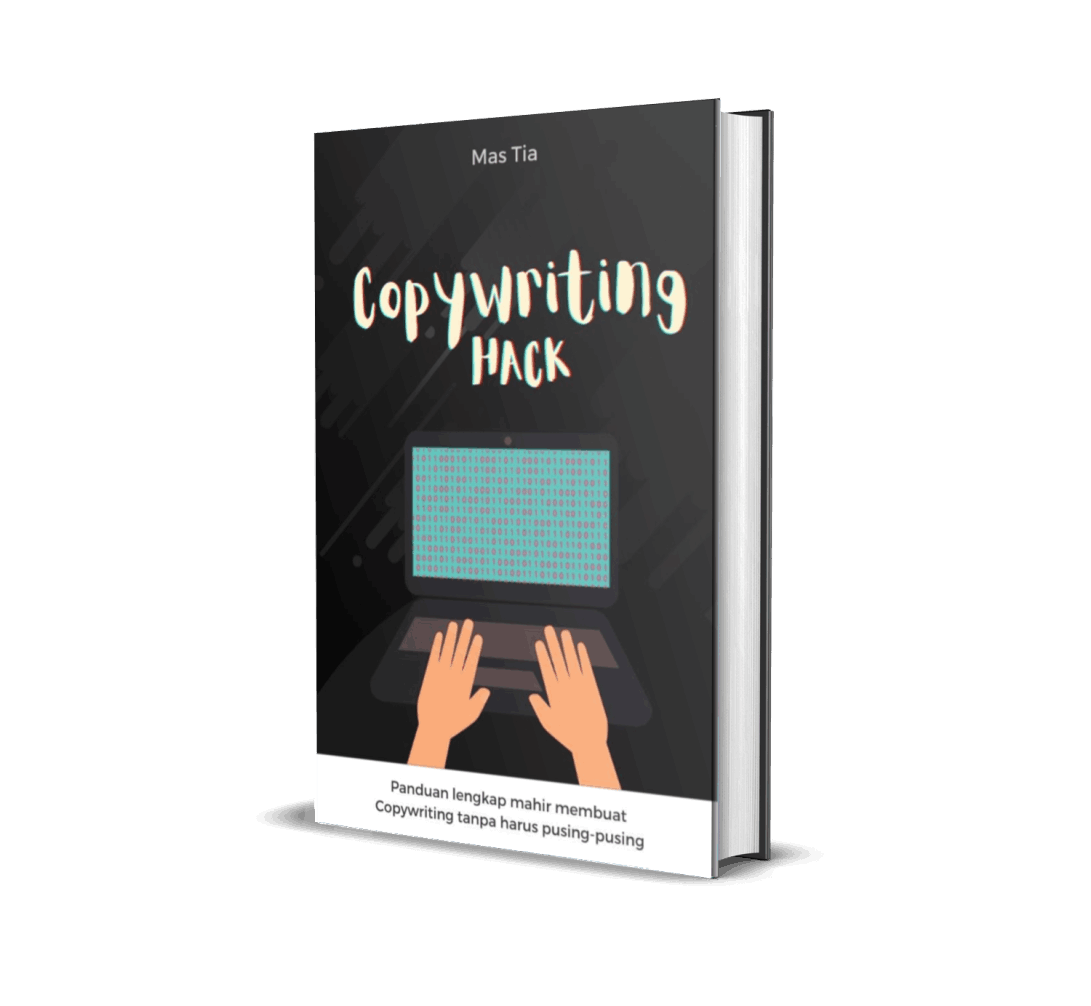 Mas Tia
Copywriting
HACK
Panduan lengkap mahir membuat
Copywriting tanpa harus pusing-pusing